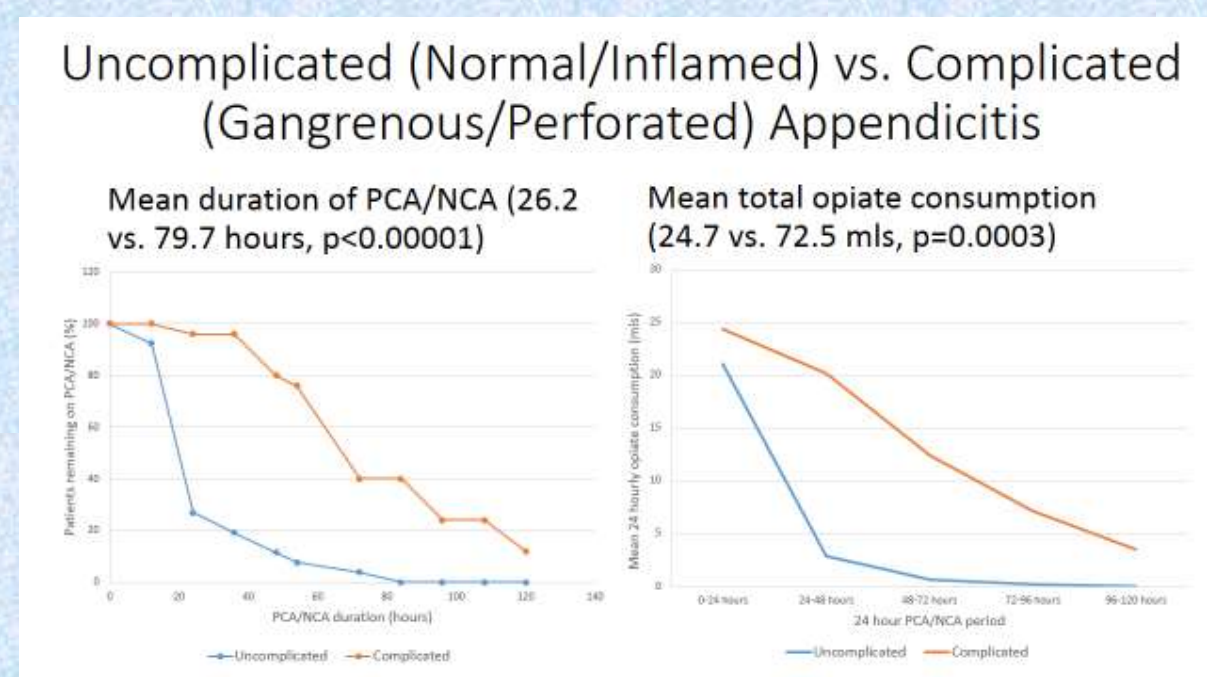 Uncomplicated (Normal/Inflamed) vs. Complicated
(Gangrenous/Perforated) Appendicitis
Mean duration of PCA/NCA (26.2
vs. 79.7 hours, p<0.00001)
120
100
80
60
40
20
0
Patients remaining on PCA/NCA (%)
0 20 40 60 80 100 120 140
PCA/NCA duration (hours)
Uncomplicated Complicated
Mean total opiate consumption
(24.7 vs. 72.5 mls, p=0.0003)
30
25
20
15
10
5
0
Mean 24 hourly opiate consumption (mls)
0-24 hours 24-48 hours 48-72 hours 72-96 hours 96-120 hours
24 hour PCA/NCA period
Uncomplicated Complicated